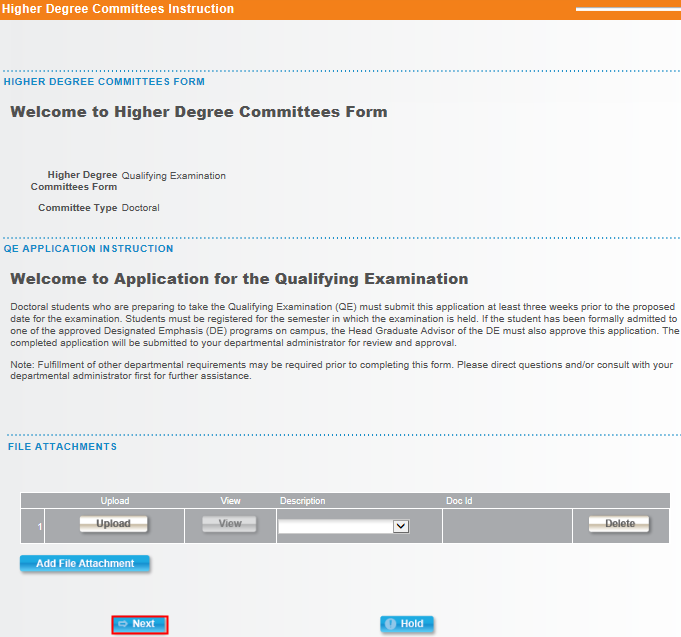 Higher Degree Committees Instruction
HIGHER DEGREE COMMITTEES FORM
Welcome to Higher Degree Committees Form
Higher Degree Qualifying Examination
Committees Form
Committee Type Doctoral
QE APPLICATION INSTRUCTION
Welcome to Application for the Qualifying Examination
Doctoral students who are preparing to take the Qualifying Examination (QE) must submit this application at least three weeks prior to the proposed
date for the examination. Students must be registered for the semester in which the examination is held. If the student has been formally admitted to
one of the approved Designated Emphasis (DE) programs on campus, the Head Graduate Advisor of the DE must also approve this application. The
completed application will be submitted to your departmental administrator for review and approval.
Note: Fulfillment of other departmental requirements may be required prior to completing this form. Please direct questions and/or consult with your
departmental administrator first for further assistance.
FILE ATTACHMENTS
Upload View Description Doc Id
1 Upload View Delete
Add File Attachment
Next Hold